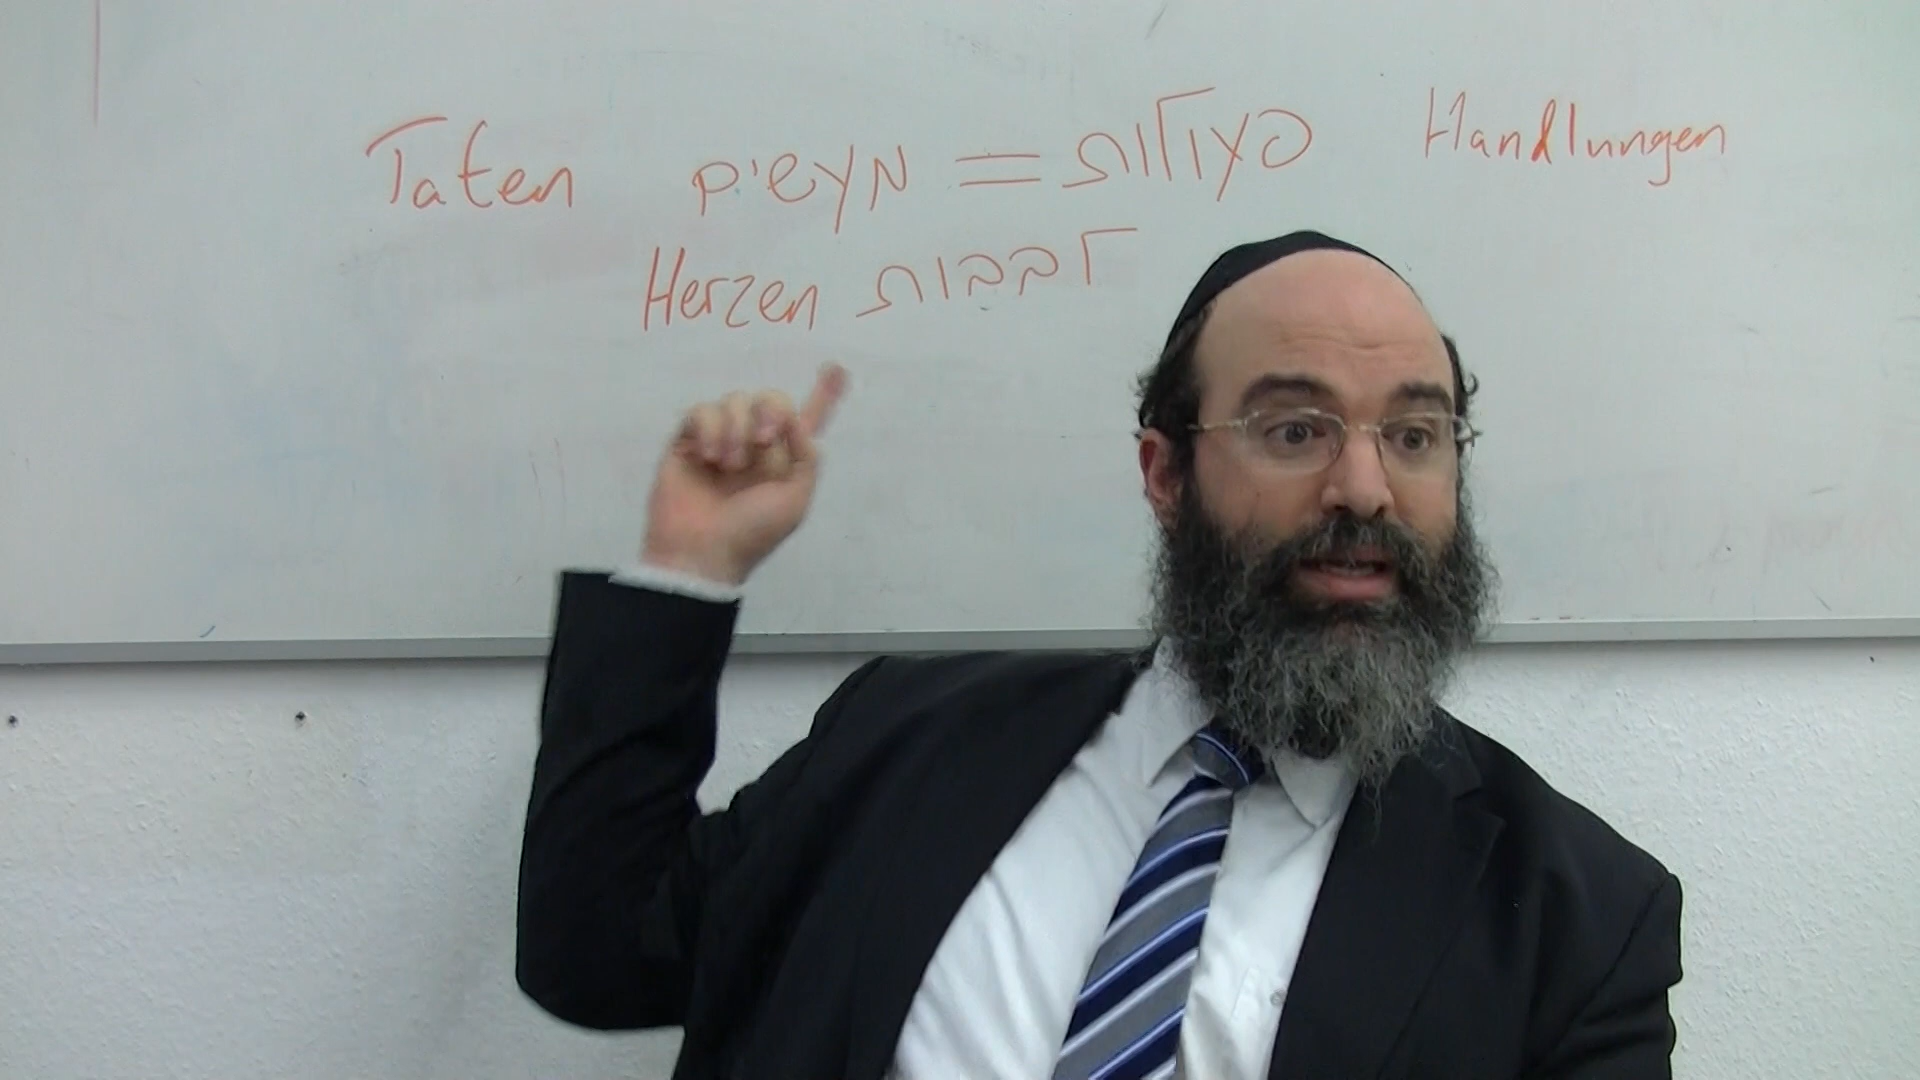 Taten מעשים = פעולות Handlungen
Herzen לבבות